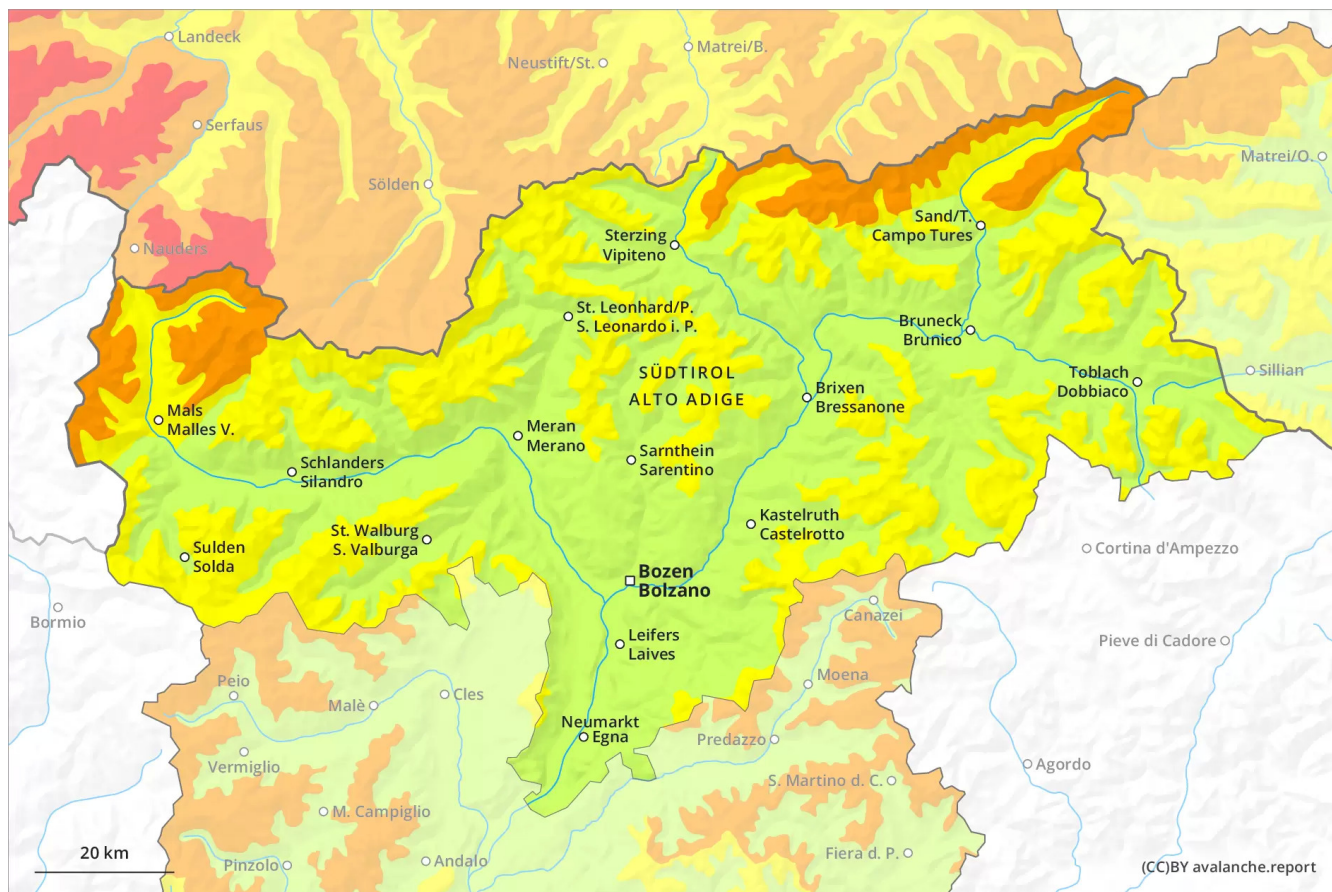 Landeck
Matrei/B.
Neustift/St.
Serfaus
Matrei/O.
Sölden
Sand/T.
Campo Tures
Nauders
Sterzing
Vipiteno
St. Leonhard/P.
S. Leonardo i. P.
Bruneck
Brunico
SÜDTIROL
ALTO ADIGE
Toblach
Dobbiaco
Sillian
Brixen
Bressanone
Mals
Malles V.
Meran
Merano
Sarnthein
Sarentino
Schlanders
Silandro
Kastelruth
Castelrotto
St. Walburg
S. Valburga
Sulden
Solda
Cortina d'Ampezzo
Bozen
Bolzano
Bormio
Canazei
Leifers
Laives
Pieve di Cadore
Peio
Moena
Malè
Cles
Neumarkt
Egna
Predazzo
Vermiglio
Agordo
S. Martino d. C.
M. Campiglio
20 km
Pinzolo
Andalo
Fiera d. P.
(CC)BY avalanche.report